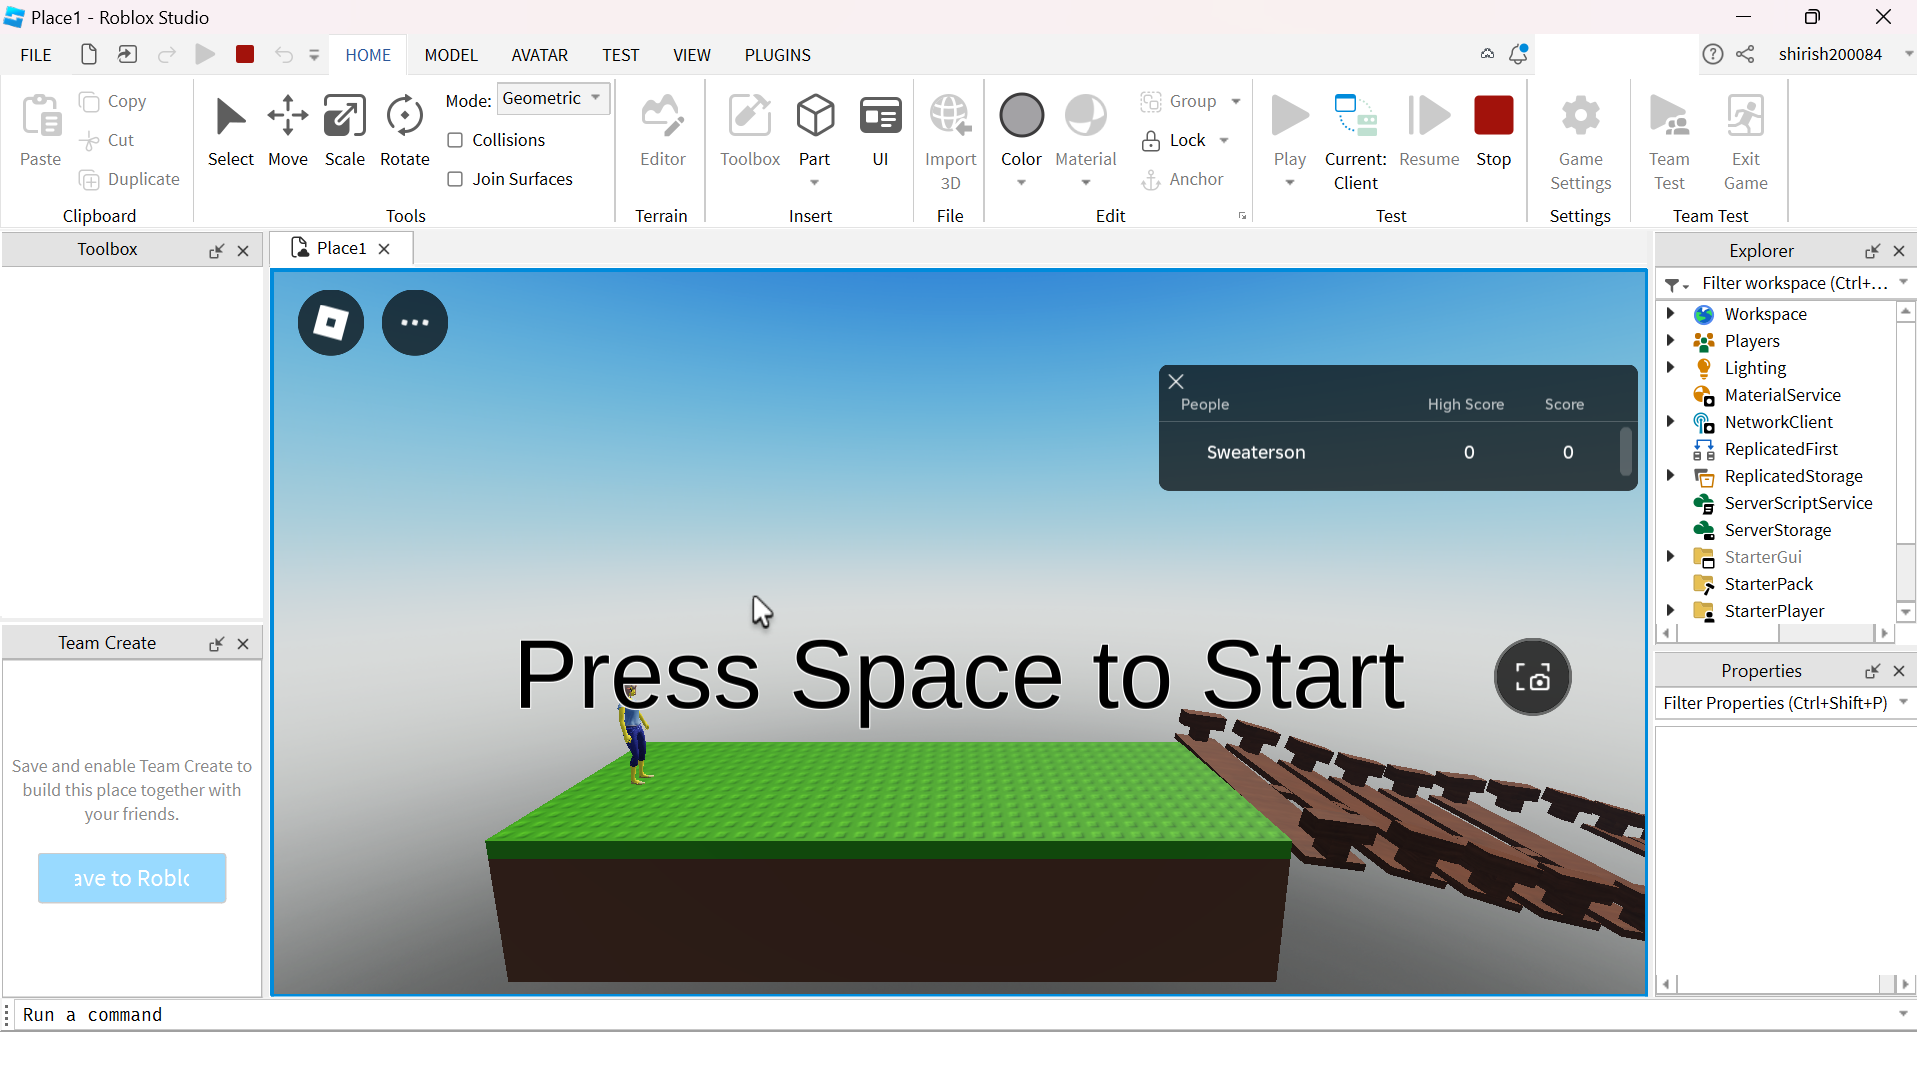 Place1 - Roblox Studio
FILE
HOME
MODEL
AVATAR
TEST
VIEW
PLUGINS
shirish200084
Paste
Copy
Cut
Duplicate
Clipboard
Select
Move
Scale
Rotate
Mode: Geometric
Collisions
Join Surfaces
Tools
Editor
Terrain
Toolbox
Part
UI
Insert
Import
3D
File
Color
Material
Group
Lock
Anchor
Edit
Play
Current:
Client
Resume
Stop
Test
Game
Settings
Settings
Team
Test
Exit
Game
Team Test
Toolbox
Place1
Explorer
Filter workspace (Ctrl+...
Workspace
Players
Lighting
MaterialService
NetworkClient
ReplicatedFirst
ReplicatedStorage
ServerScriptService
ServerStorage
StarterGui
StarterPack
StarterPlayer
People High Score Score
Sweaterson 0 0
Press Space to Start
Team Create
Save and enable Team Create to
build this place together with
your friends.
ave to Roblo
Properties
Filter Properties (Ctrl+Shift+P)
Run a command